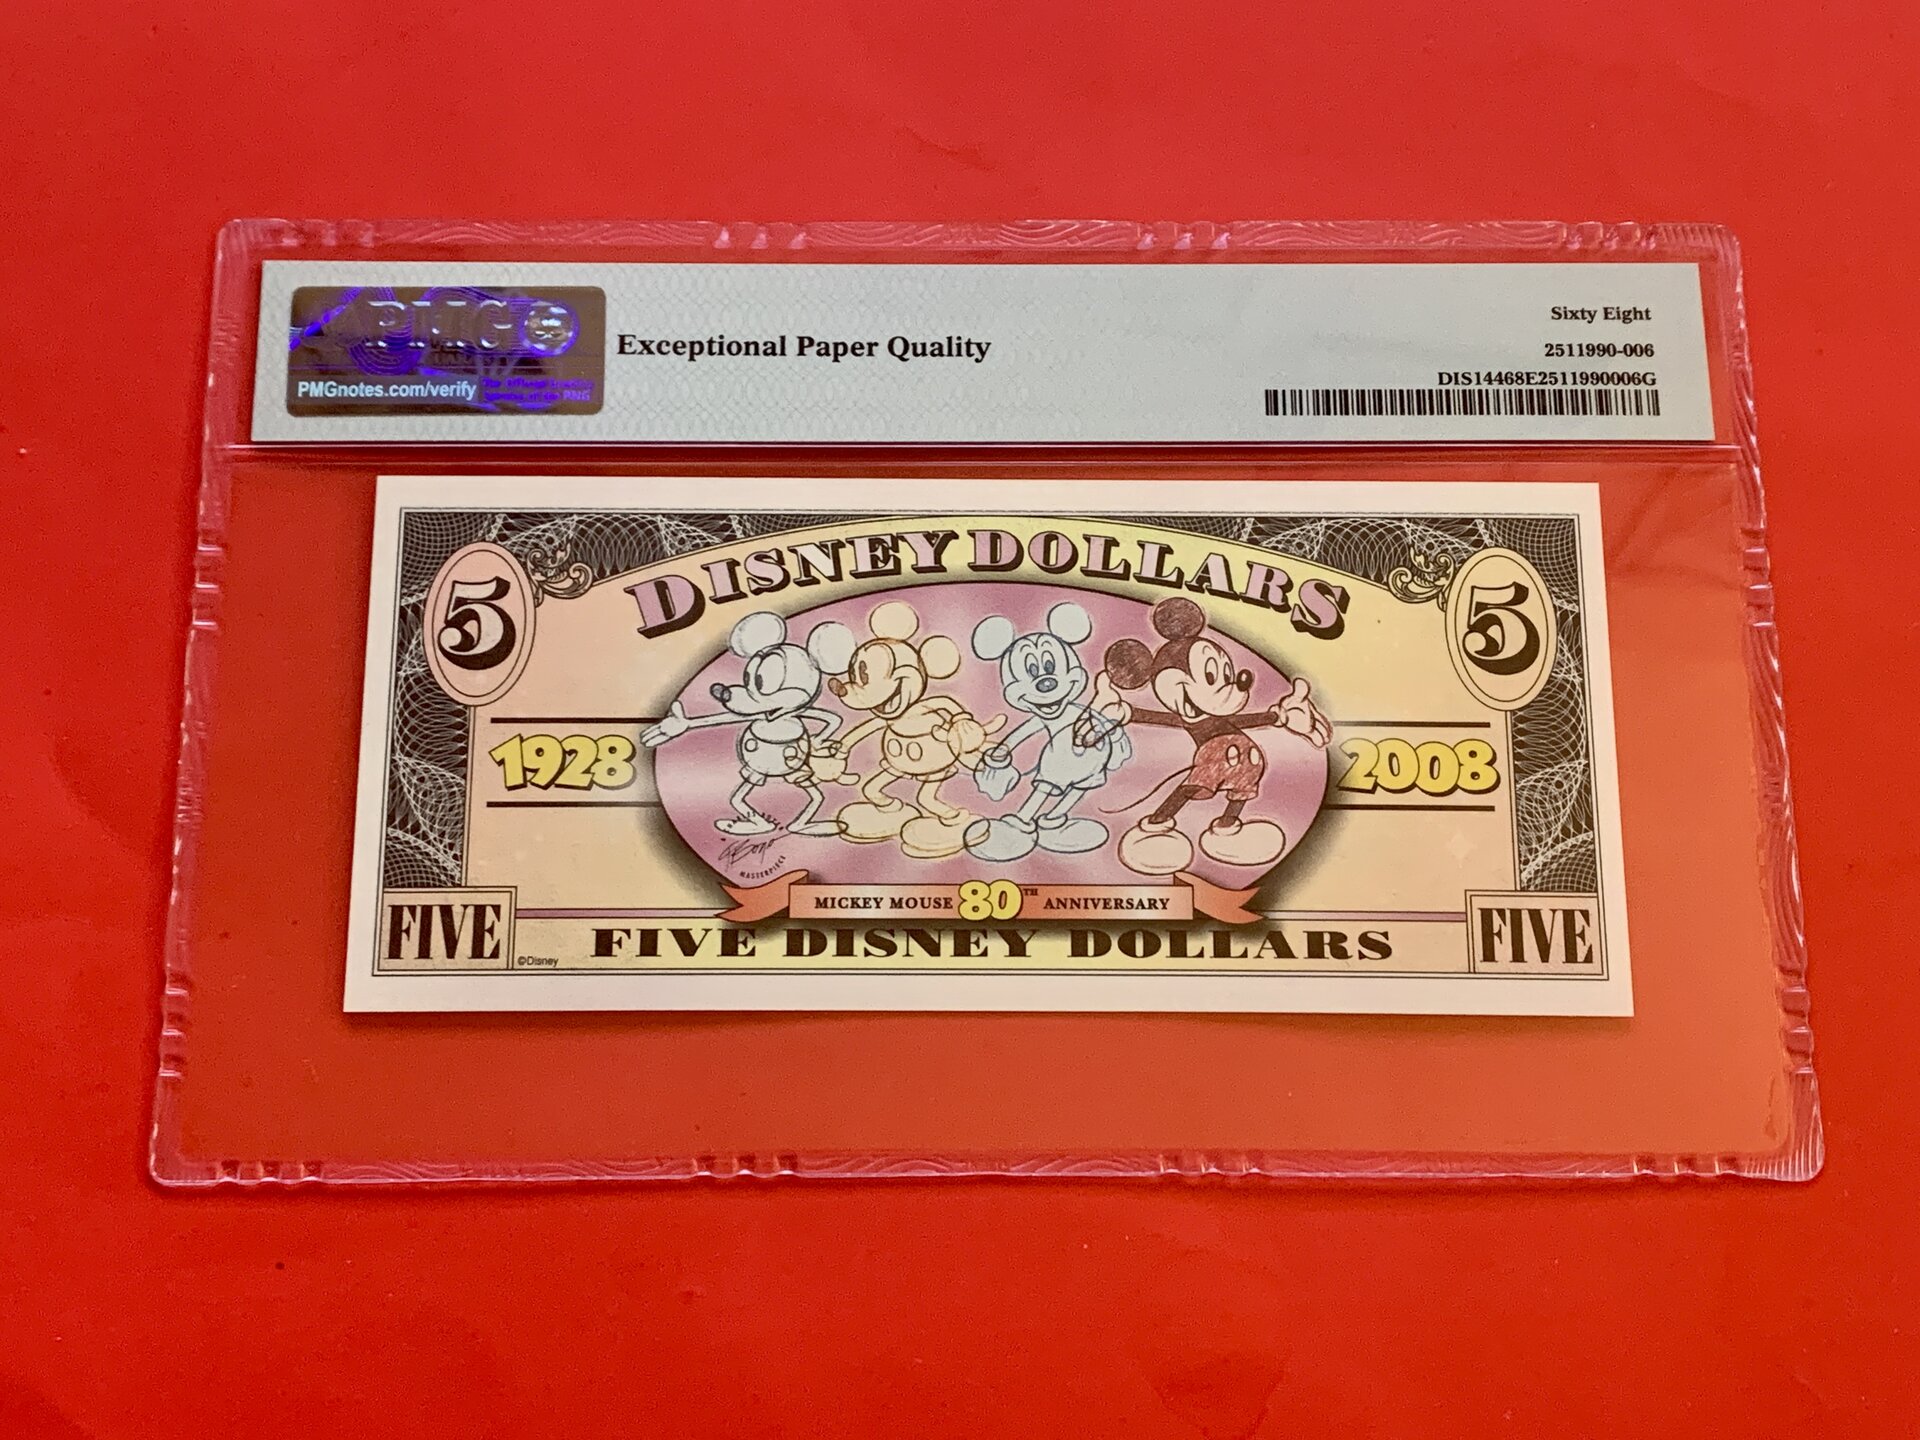 PMG
PMGnotes.com/verify
Exceptional Paper Quality
Sixty Eight
2511990-006
DIS14468E2511990006G
DISNEY DOLLARS
5 5
1928 2008
MASTERPIECE
MICKEY MOUSE 80TH ANNIVERSARY
FIVE ©Disney FIVE DISNEY DOLLARS FIVE